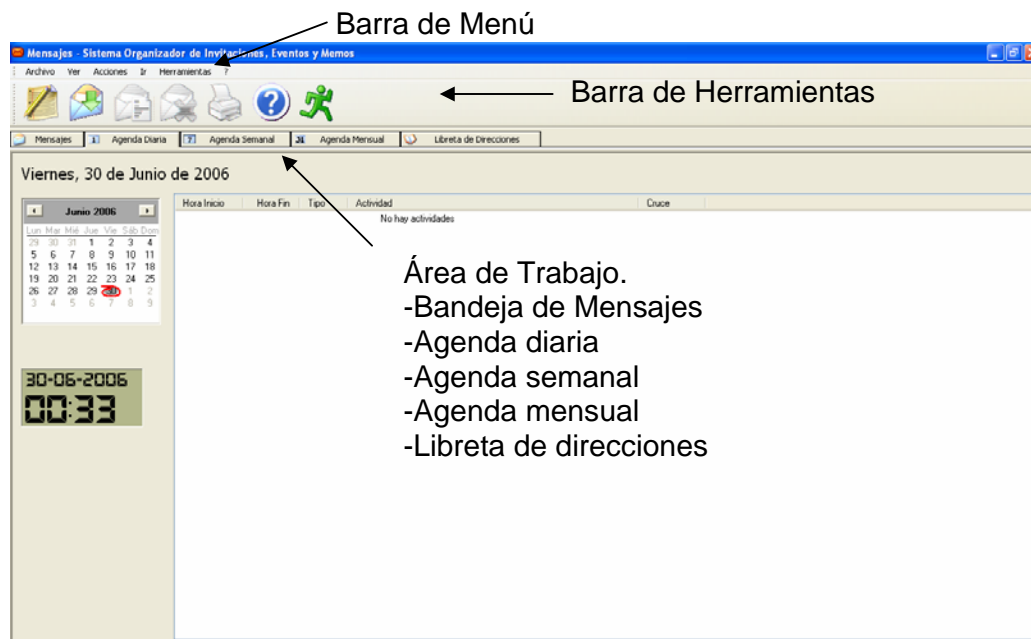 Barra de Menú
Mensajes - Sistema Organizador de Invitaciones, Eventos y Memos
Archivo Ver Acciones Ir Herramientas ?
Barra de Herramientas
Mensajes 1 Agenda Diaria 7 Agenda Semanal 31 Agenda Mensual Libreta de Direcciones
Viernes, 30 de Junio de 2006
Junio 2006
Lun Mar Mié Jue Vie Sáb Dom
29 30 31 1 2 3 4
5 6 7 8 9 10 11
12 13 14 15 16 17 18
19 20 21 22 23 24 25
26 27 28 29 30 1 2
3 4 5 6 7 8 9
Hora Inicio Hora Fin Tipo Actividad Cruce
No hay actividades
Área de Trabajo.
-Bandeja de Mensajes
-Agenda diaria
-Agenda semanal
-Agenda mensual
-Libreta de direcciones
30-06-2006
00:33